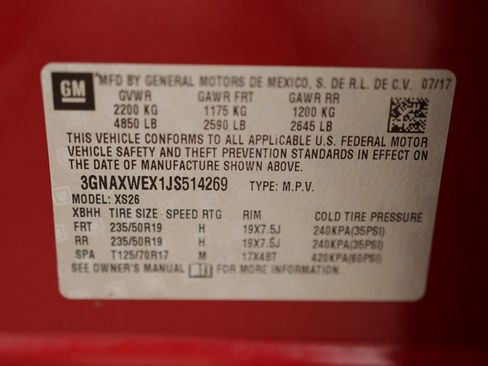 GM
MFD BY GENERAL MOTORS DE MEXICO, S. DE R.L. DE C.V. 07/17
GVWR GAWR FRT GAWR RR
2200 KG 1175 KG 1200 KG
4850 LB 2590 LB 2645 LB
THIS VEHICLE CONFORMS TO ALL APPLICABLE U.S. FEDERAL MOTOR
VEHICLE SAFETY AND THEFT PREVENTION STANDARDS IN EFFECT ON
THE DATE OF MANUFACTURE SHOWN ABOVE.
3GNAXWEX1JS514269 TYPE: M.P.V.
MODEL: XS26
XBHH TIRE SIZE SPEED RTG RIM COLD TIRE PRESSURE
FRT 235/50R19 H 19X7.5J 240KPA(35PSI)
RR 235/50R19 H 19X7.5J 240KPA(35PSI)
SPA T125/70R17 M 17X4BT 420KPA(60PSI)
SEE OWNER'S MANUAL FOR MORE INFORMATION.